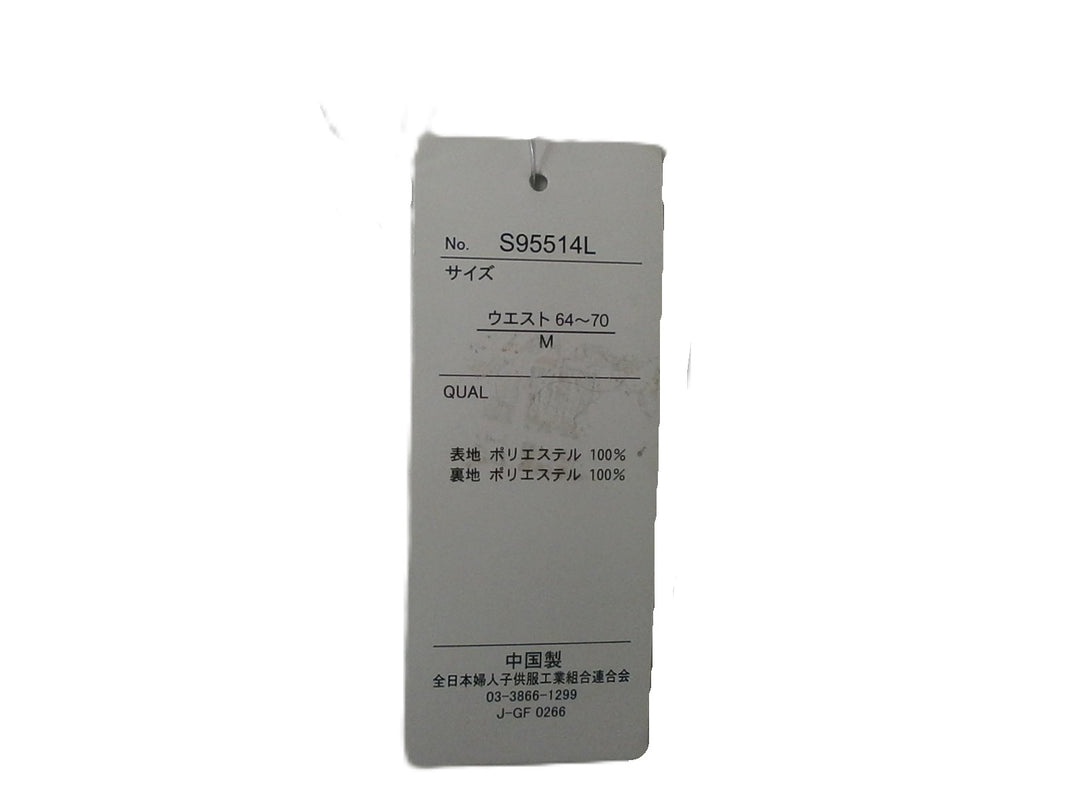 No. S95514L
サイズ
ウエスト 64～70
M
QUAL
表地 ポリエステル 100%
裏地 ポリエステル 100%
中国製
全日本婦人子供服工業組合連合会
03-3866-1299
J-GF 0266